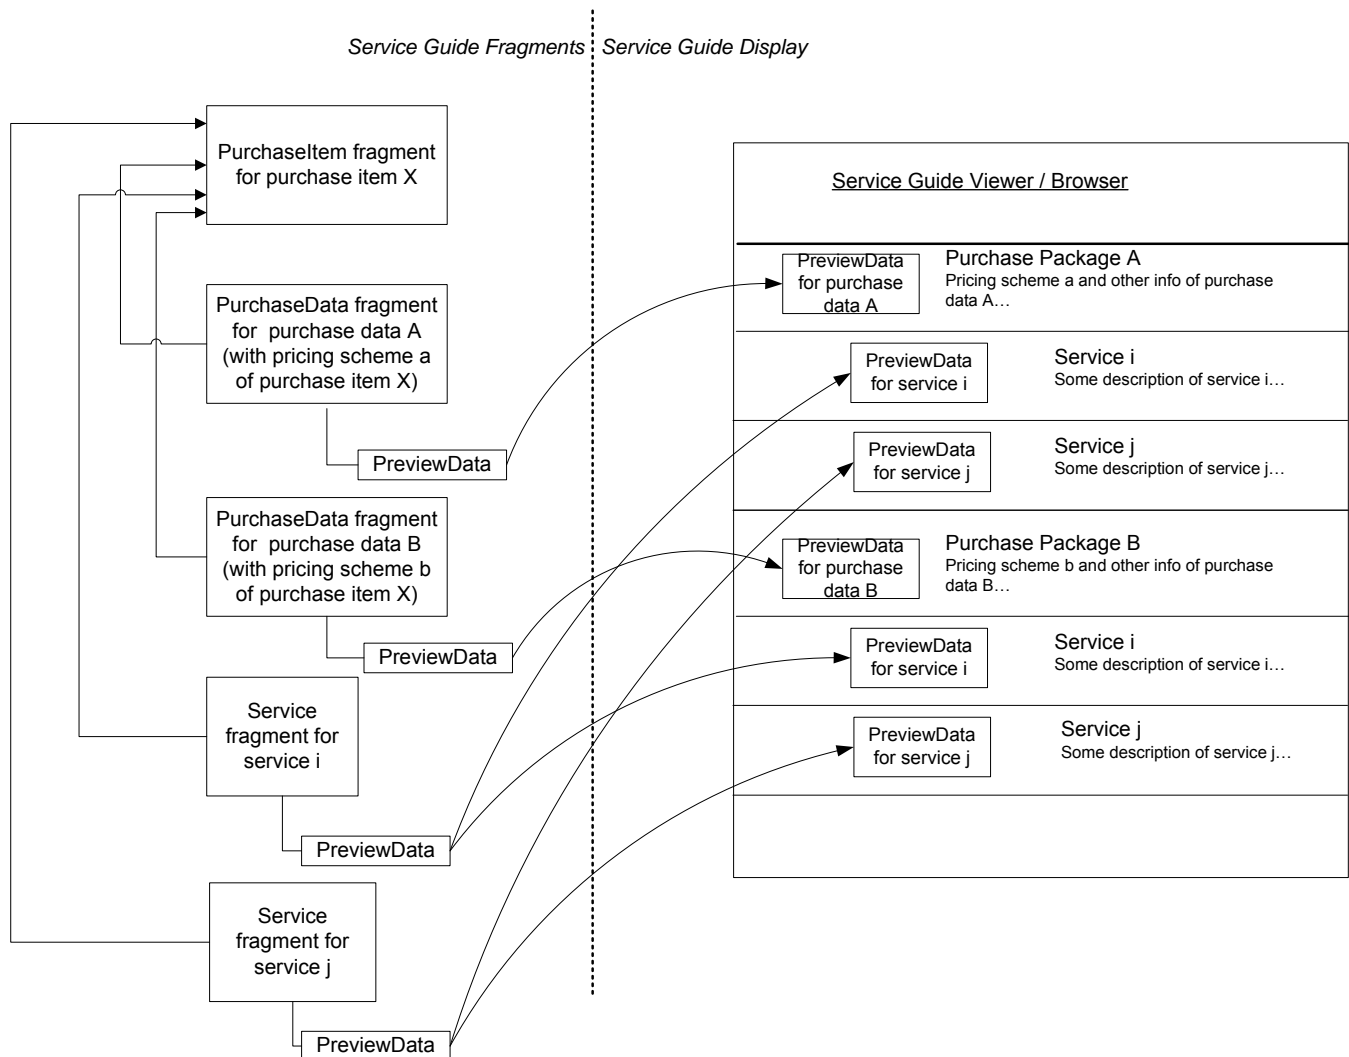 Service Guide Fragments
Service Guide Display
PurchaseItem fragment
for purchase item X
PurchaseData fragment
for purchase data A
(with pricing scheme a
of purchase item X)
PreviewData
PurchaseData fragment
for purchase data B
(with pricing scheme b
of purchase item X)
PreviewData
Service
fragment for
service i
PreviewData
Service
fragment for
service j
PreviewData
Service Guide Viewer / Browser
PreviewData
for purchase
data A
Purchase Package A
Pricing scheme a and other info of purchase
data A…
PreviewData
for service i
Service i
Some description of service i…
PreviewData
for service j
Service j
Some description of service j…
PreviewData
for purchase
data B
Purchase Package B
Pricing scheme b and other info of purchase
data B…
PreviewData
for service i
Service i
Some description of service i…
PreviewData
for service j
Service j
Some description of service j…